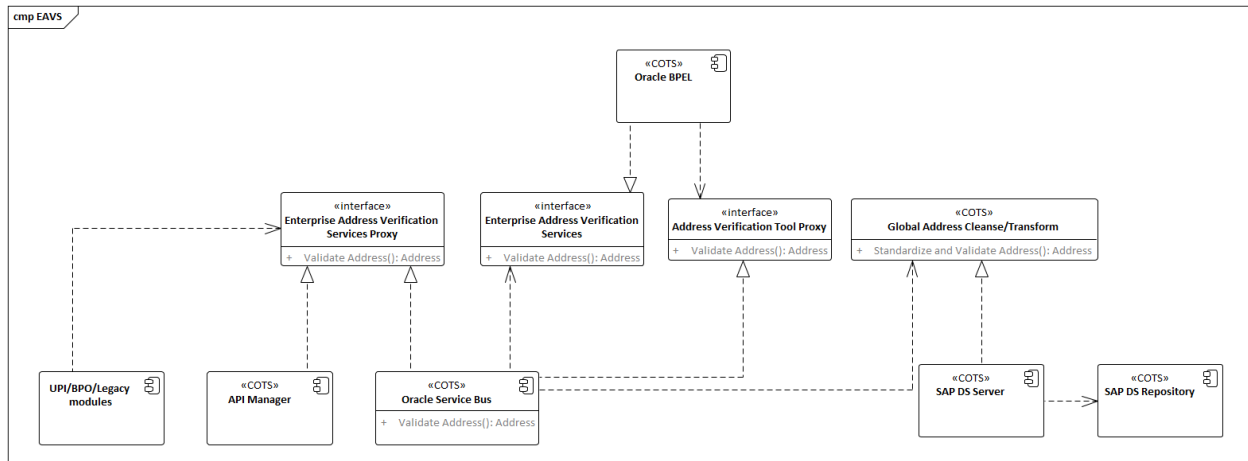 cmp EAVS
«COTS»
Oracle BPEL
«interface»
Enterprise Address Verification
Services Proxy
+ Validate Address(): Address
«interface»
Enterprise Address Verification
Services
+ Validate Address(): Address
«interface»
Address Verification Tool Proxy
+ Validate Address(): Address
«COTS»
Global Address Cleanse/Transform
+ Standardize and Validate Address(): Address
UPI/BPO/Legacy
modules
«COTS»
API Manager
«COTS»
Oracle Service Bus
+ Validate Address(): Address
«COTS»
SAP DS Server
«COTS»
SAP DS Repository